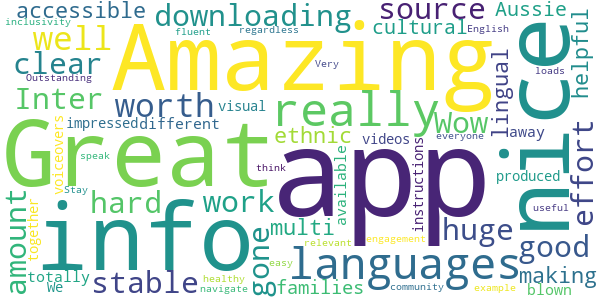 accessible
downloading
source
Aussie
inclusivity
fluent
regardless
English
cultural
well
Amazing
clear
Outstanding
Very
nice
helpful
lingual
loads
Inter
worth
really
Wow
impressed
different
visual
ethnic
videos
away
everyone
Great
app
voiceovers
speak
think
available
instructions
produced
effort
useful
Stay
info
hard
work
multi
huge
good
amount
together
gone
relevant
engagement
languages
making
totally
We
stable
healthy
navigate
easy
families
community
example
blown